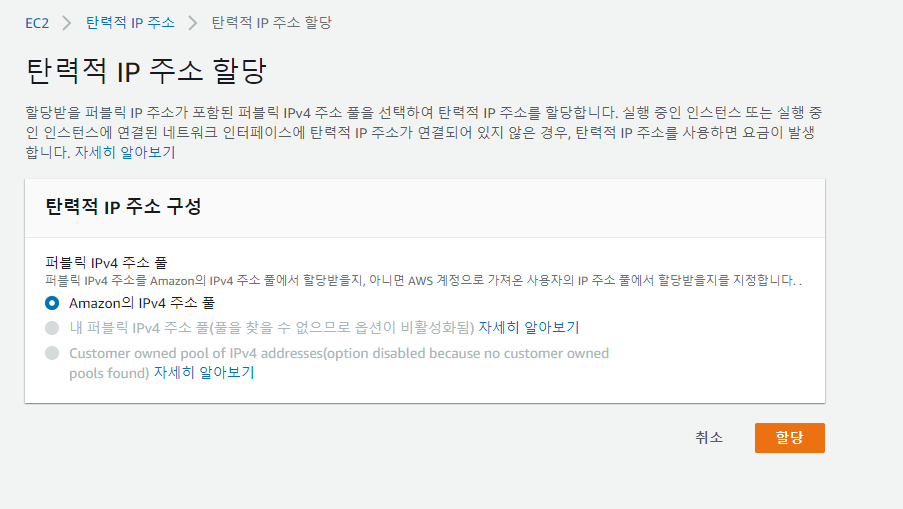 EC2 > 탄력적 IP 주소 > 탄력적 IP 주소 할당
탄력적 IP 주소 할당
할당받을 퍼블릭 IP 주소가 포함된 퍼블릭 IPv4 주소 풀을 선택하여 탄력적 IP 주소를 할당합니다. 실행 중인 인스턴스 또는 실행 중
인 인스턴스에 연결된 네트워크 인터페이스에 탄력적 IP 주소가 연결되어 있지 않은 경우, 탄력적 IP 주소를 사용하면 요금이 발생
합니다. 자세히 알아보기
탄력적 IP 주소 구성
퍼블릭 IPv4 주소 풀
퍼블릭 IPv4 주소를 Amazon의 IPv4 주소 풀에서 할당받을지, 아니면 AWS 계정으로 가져온 사용자의 IP 주소 풀에서 할당받을지를 지정합니다. .
Amazon의 IPv4 주소 풀
내 퍼블릭 IPv4 주소 풀(풀을 찾을 수 없으므로 옵션이 비활성화됨) 자세히 알아보기
Customer owned pool of IPv4 addresses(option disabled because no customer owned
pools found) 자세히 알아보기
취소 할당